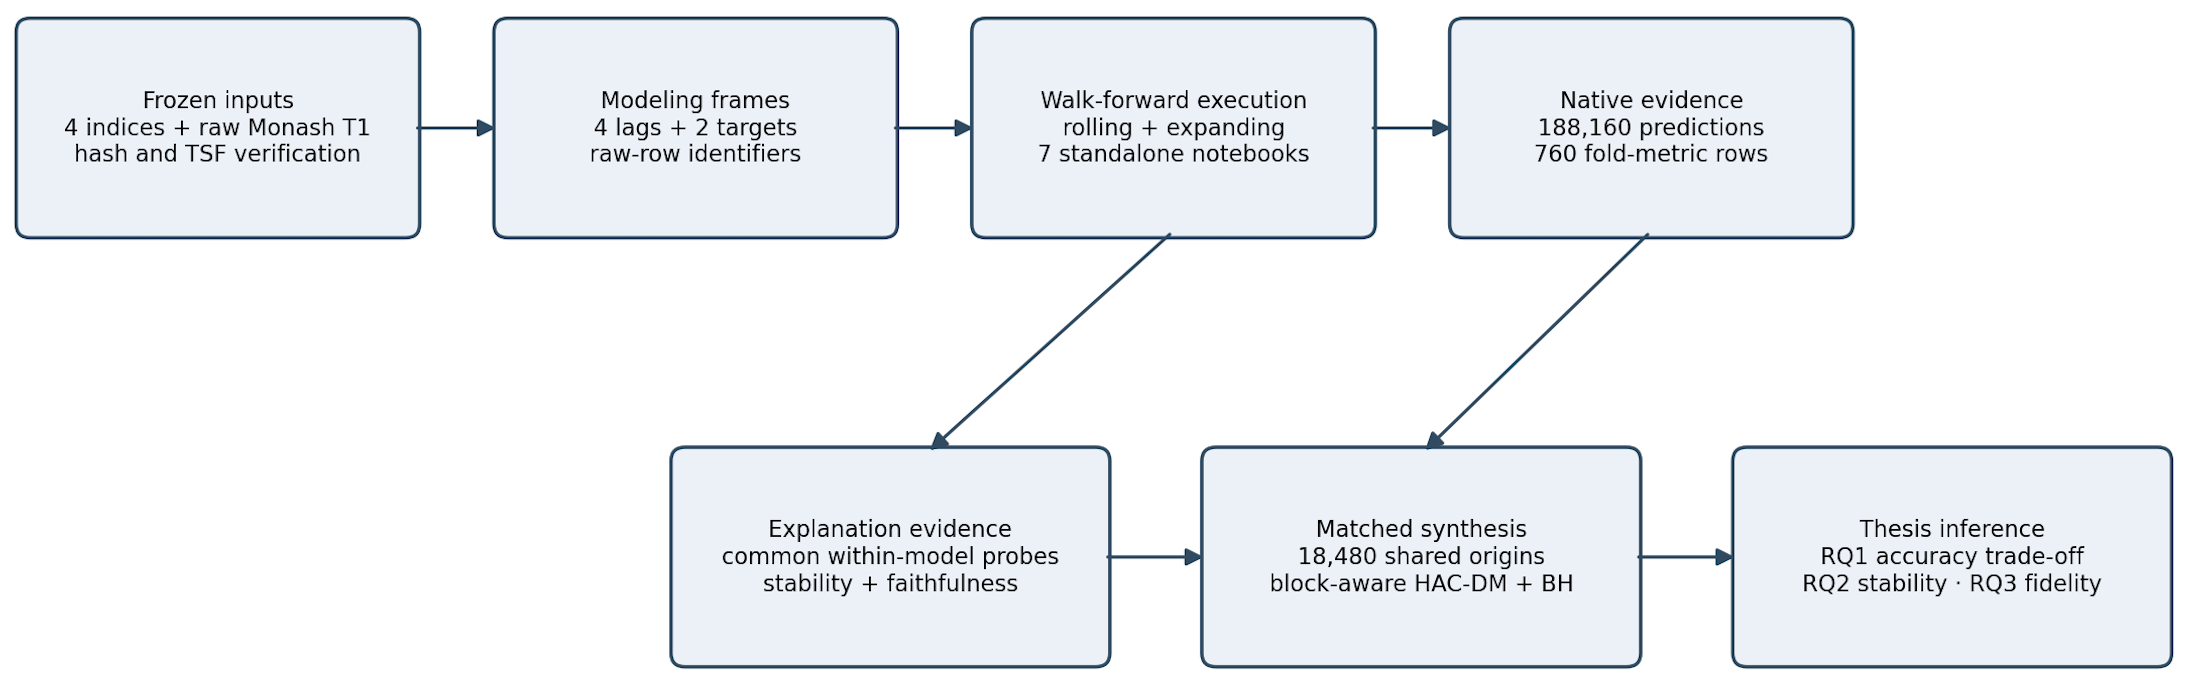 Frozen inputs
4 indices + raw Monash T1
hash and TSF verification
Modeling frames
4 lags + 2 targets
raw-row identifiers
Walk-forward execution
rolling + expanding
7 standalone notebooks
Native evidence
188,160 predictions
760 fold-metric rows
Explanation evidence
common within-model probes
stability + faithfulness
Matched synthesis
18,480 shared origins
block-aware HAC-DM + BH
Thesis inference
RQ1 accuracy trade-off
RQ2 stability · RQ3 fidelity